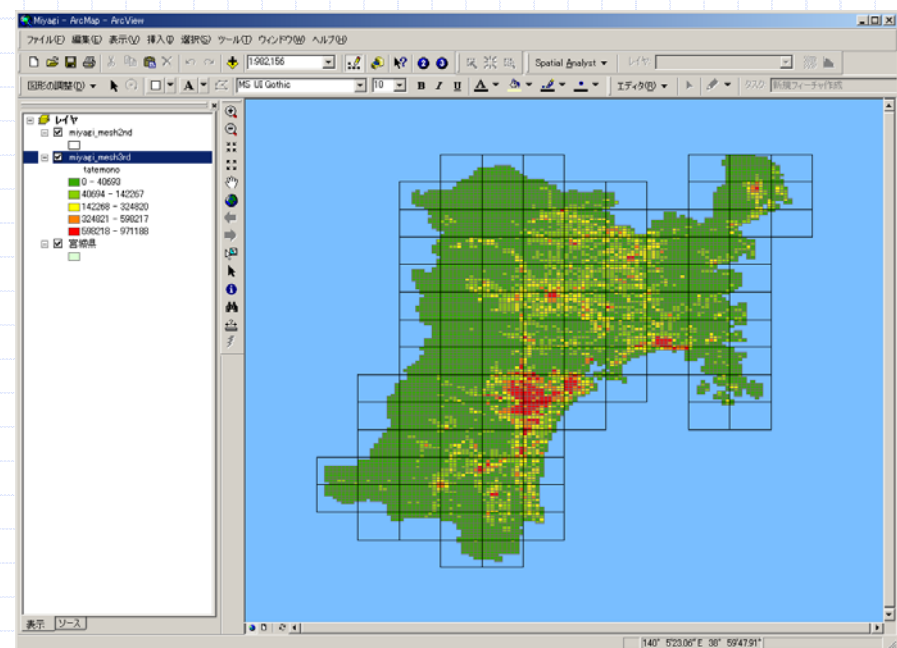 Miyagi - ArcMap - ArcView
ファイル(F) 編集(E) 表示(V) 挿入(I) 選択(S) ツール(T) ウィンドウ(W) ヘルプ(H)
1:982,156 Spatial Analyst レイヤ:
図形の調整(D) MS UI Gothic 10 B I U A エディタ(R) タスク 新規フィーチャ作成
レイヤ
miyagi_mesh2nd
miyagi_mesh3rd
tatemono
0 - 40693
40694 - 142267
142268 - 324820
324821 - 598217
598218 - 971188
宮城県
表示 ソース
140° 5'23.06"E 38° 59'47.91"